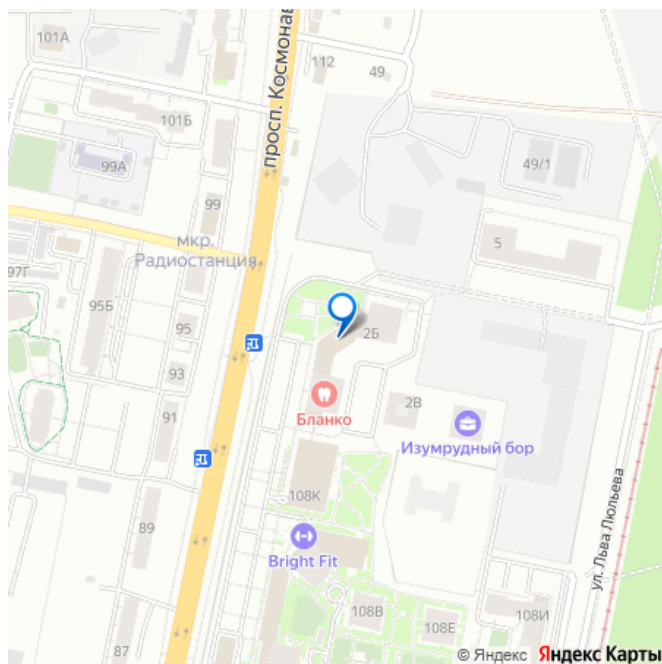 101А
просп. Космонав
112
49
101Б
99А
49/1
99
мкр.
Радиостанция
5
97Г
95Б
95
2Б
93
Бланко
2В
91
Изумрудный бор
108К
ул. Льва Люльева
89
Bright Fit
108В
108Е
108И
87
© Яндекс Яндекс Карты